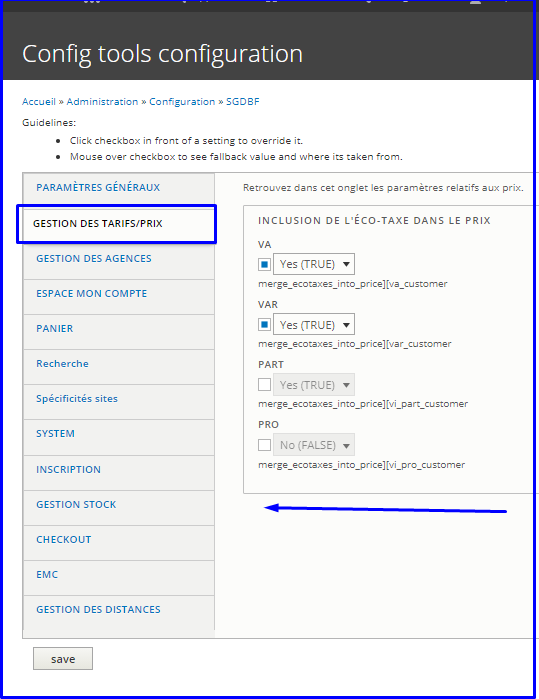 Config tools configuration
Accueil » Administration » Configuration » SGDBF
Guidelines:
• Click checkbox in front of a setting to override it.
• Mouse over checkbox to see fallback value and where its taken from.
PARAMÈTRES GÉNÉRAUX
GESTION DES TARIFS/PRIX
GESTION DES AGENCES
ESPACE MON COMPTE
PANIER
Recherche
Spécificités sites
SYSTEM
INSCRIPTION
GESTION STOCK
CHECKOUT
EMC
GESTION DES DISTANCES
Retrouvez dans cet onglet les paramètres relatifs aux prix.
INCLUSION DE L'ÉCO-TAXE DANS LE PRIX
VA
Yes (TRUE)
merge_ecotaxes_into_price][va_customer
VAR
Yes (TRUE)
merge_ecotaxes_into_price][var_customer
PART
Yes (TRUE)
merge_ecotaxes_into_price][vi_part_customer
PRO
No (FALSE)
merge_ecotaxes_into_price][vi_pro_customer
save